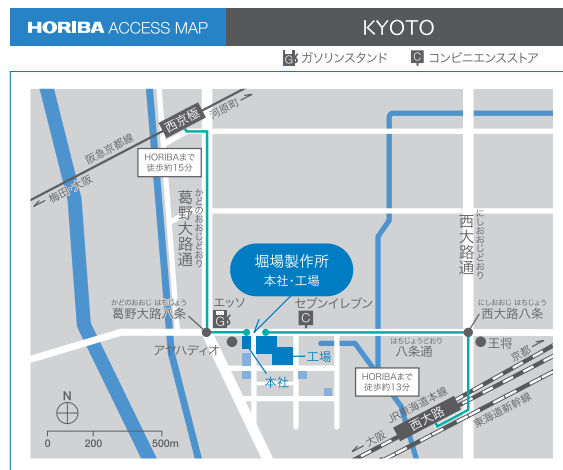 HORIBA ACCESS MAP
KYOTO
G ガソリンスタンド
C コンビニエンスストア
西京極
河原町
阪急京都線
梅田・大阪
HORIBAまで
徒歩約15分
葛野大路通
かどのおおじどおり
西大路通
にしおおじどおり
堀場製作所
本社・工場
かどのおおじ はちじょう
葛野大路八条
エッソ
G
セブンイレブン
C
にしおおじ はちじょう
西大路八条
アヤハディオ
はちじょうどおり
八条通
王将
工場
本社
HORIBAまで
徒歩約13分
京都
JR東海道本線
西大路
東海道新幹線
大阪
N
0 200 500m